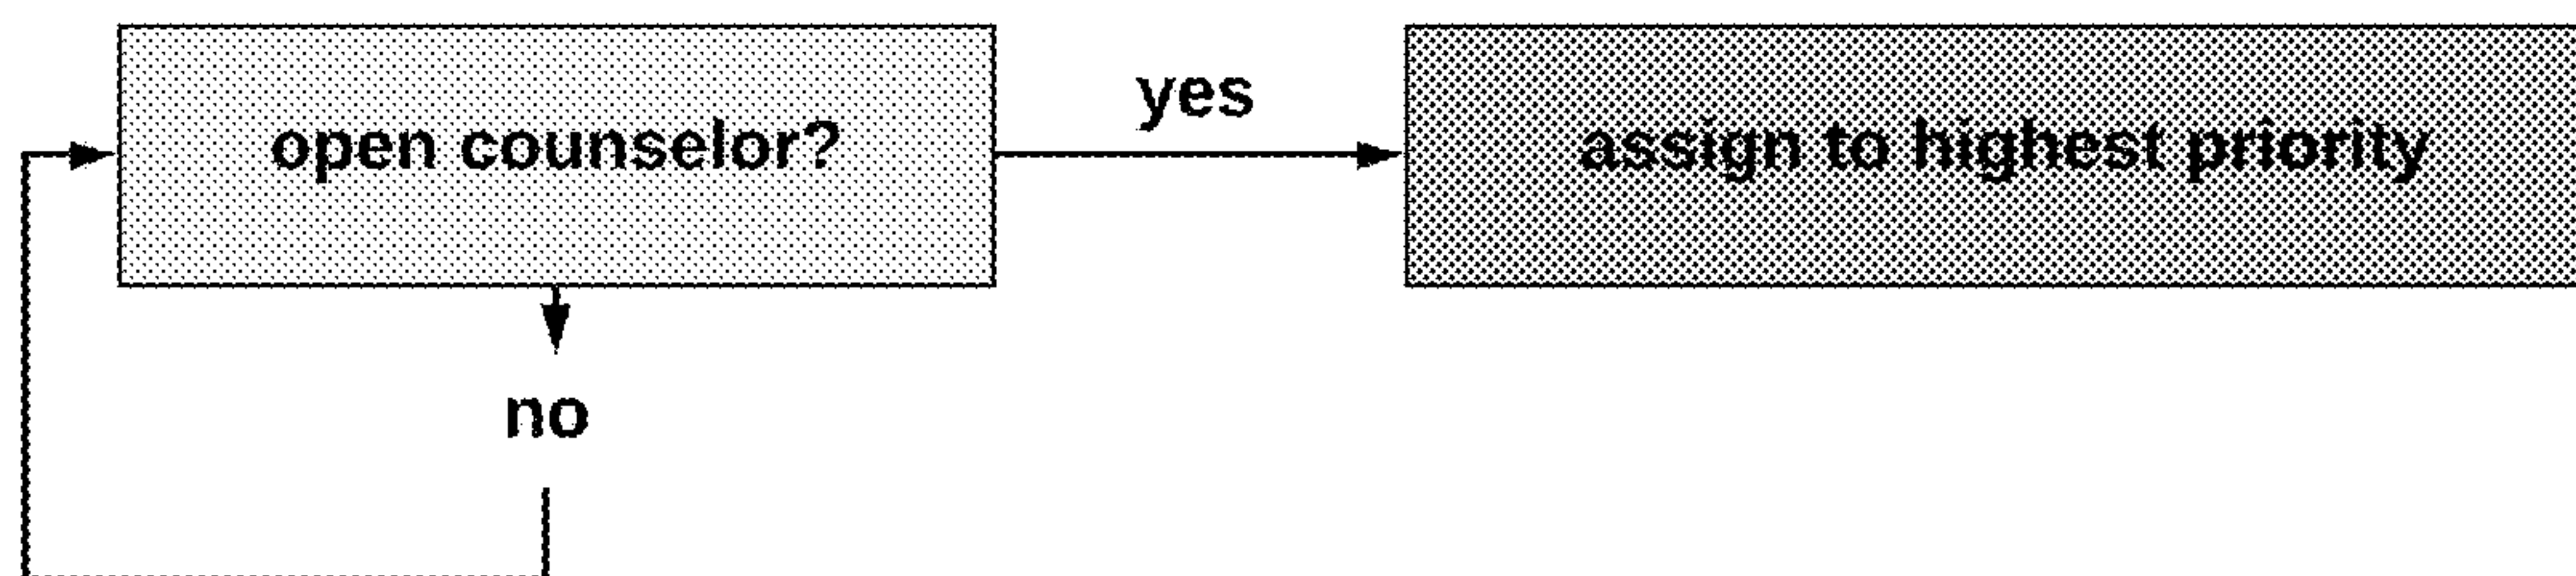 open counselor?
yes
assign to highest priority
no